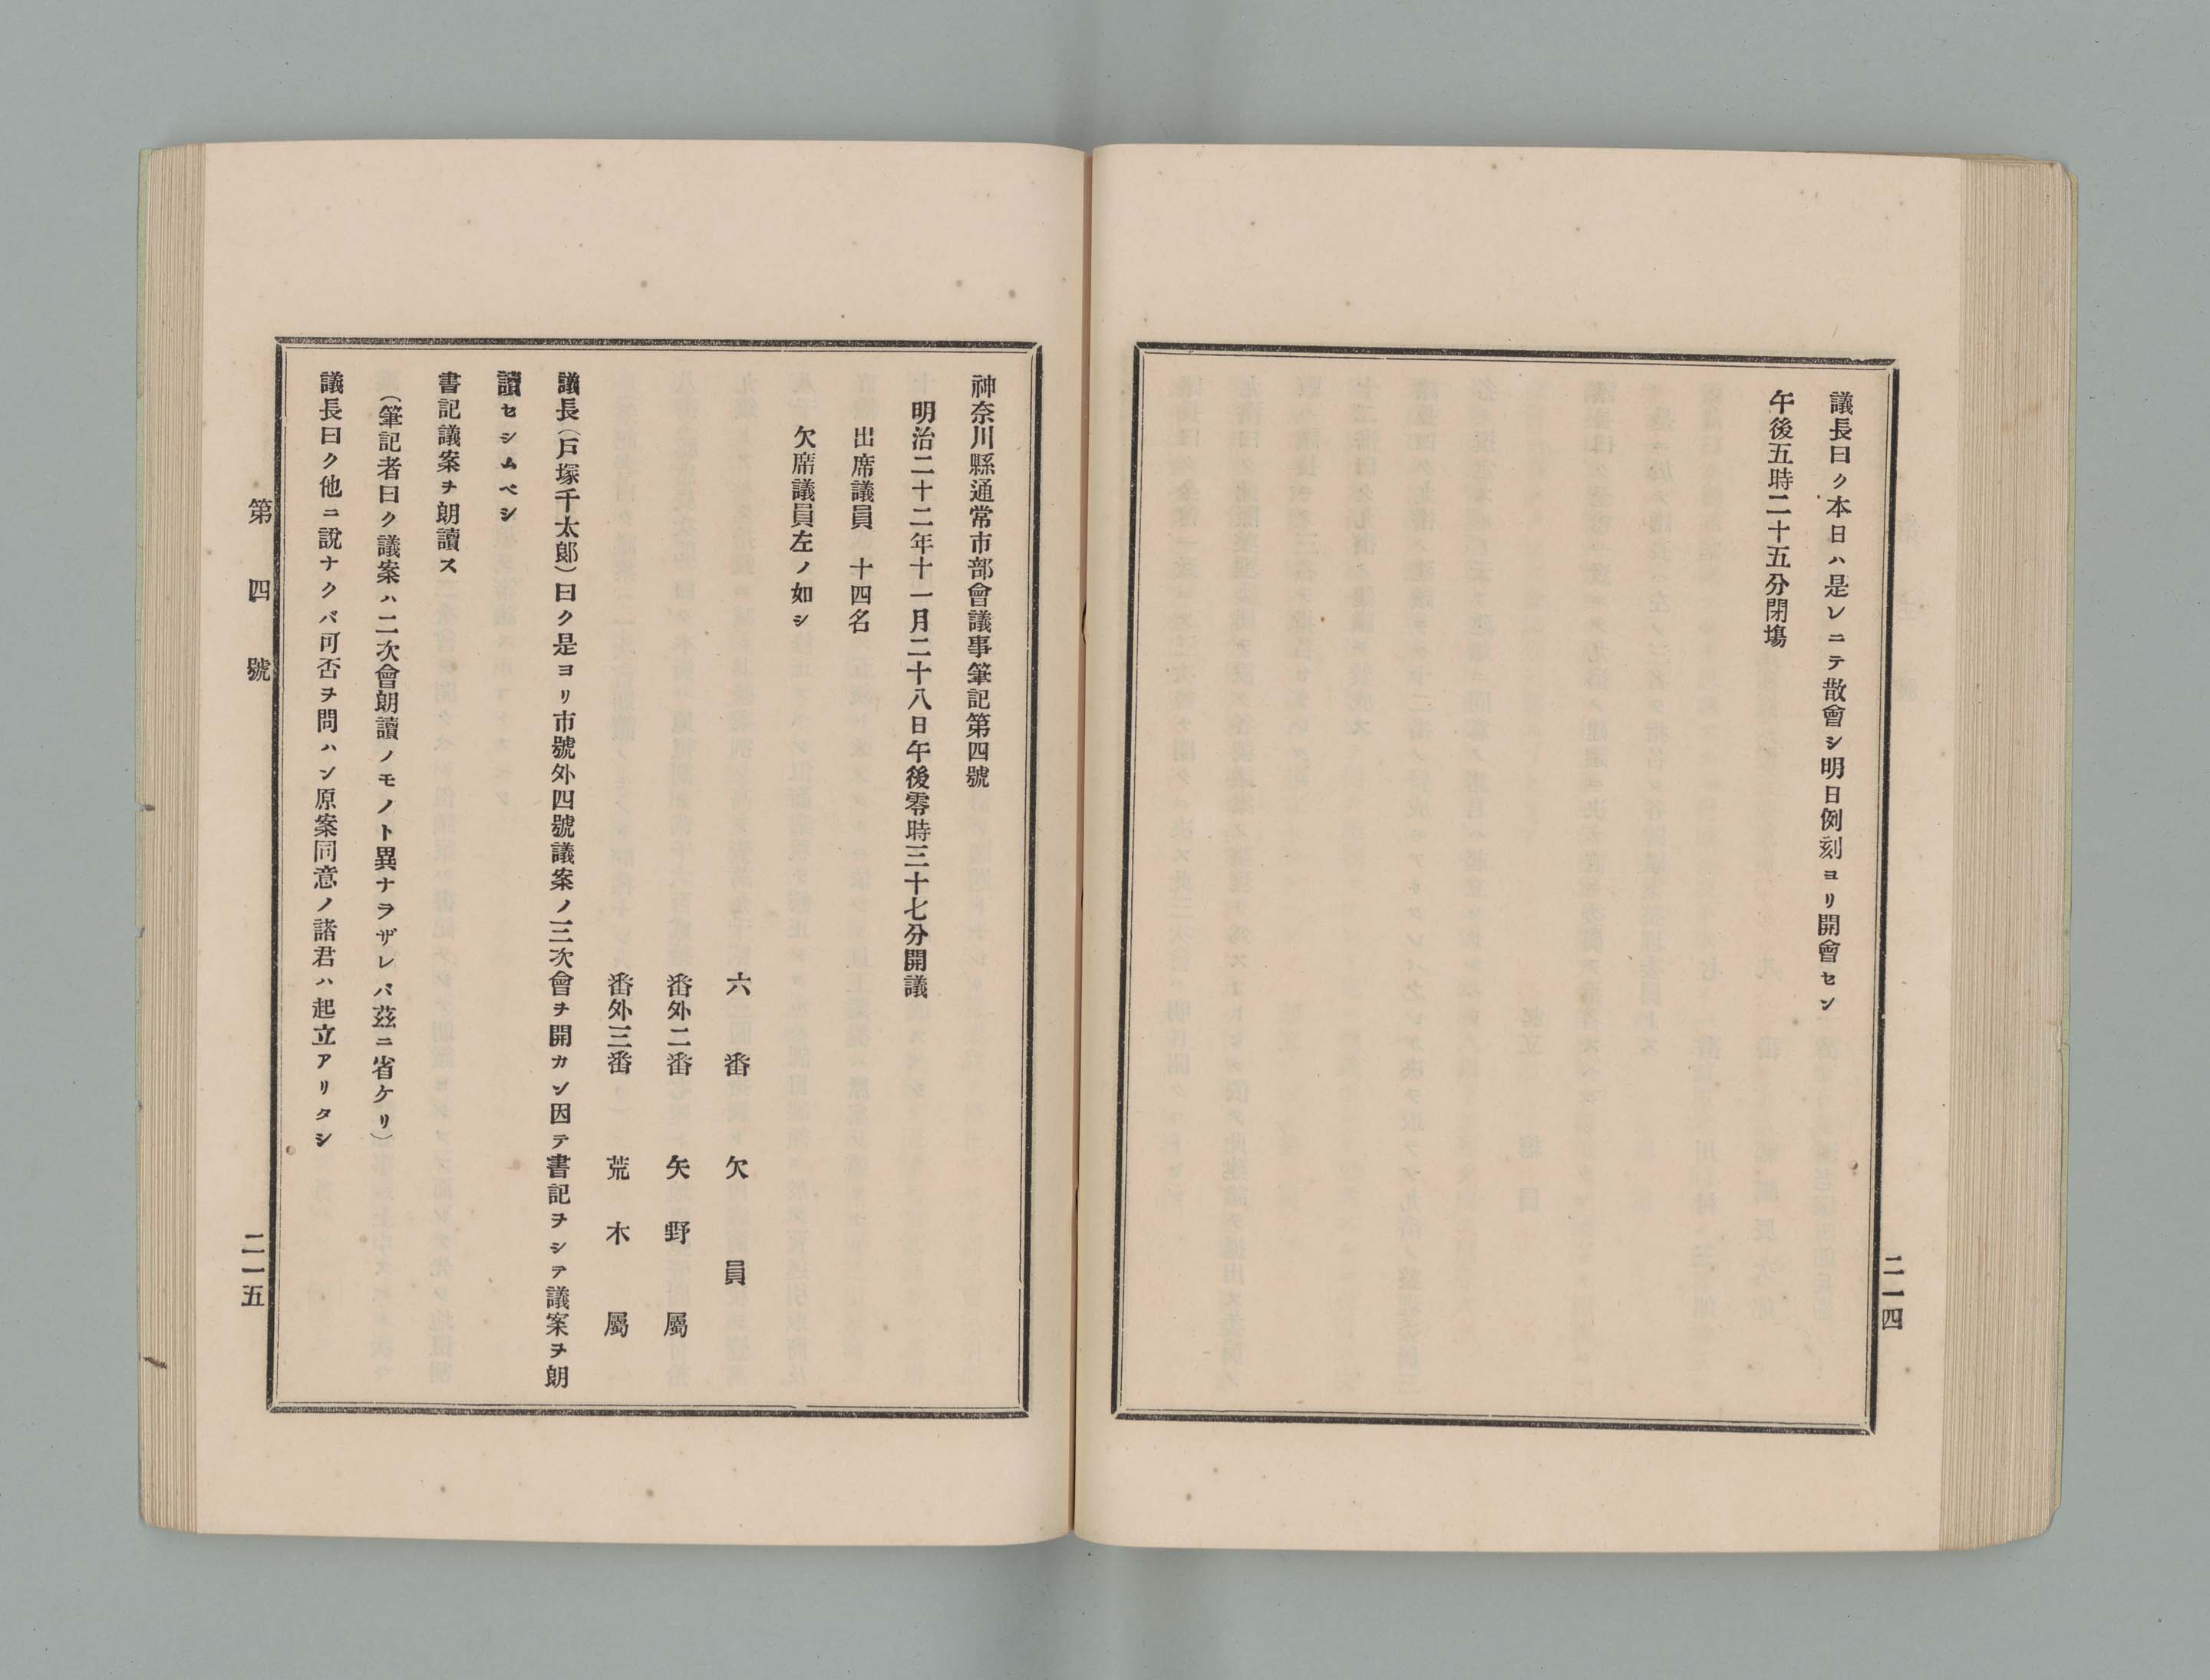 議長曰ク本日ハ是レニテ散會シ明日例刻ヨリ開會セン
午後五時二十五分閉塲
二一四
神奈川縣通常市部會議事筆記第四號
明治二十二年十一月二十八日午後零時三十七分開議
出席議員 十四名
欠席議員左ノ如シ
六番 欠員
番外二番 矢野屬
番外三番 荒木屬
議長(戸塚千太郞)曰ク是ヨリ市號外四號議案ノ三次會ヲ開カン因テ書記ヲシテ議案ヲ朗
讀セシムベシ
書記議案ヲ朗讀ス
(筆記者曰ク議案ハ二次會朗讀ノモノト異ナラザレバ茲ニ省ケリ)
議長曰ク他ニ說ナクバ可否ヲ問ハン原案同意ノ諸君ハ起立アリタシ
第四號
二一五